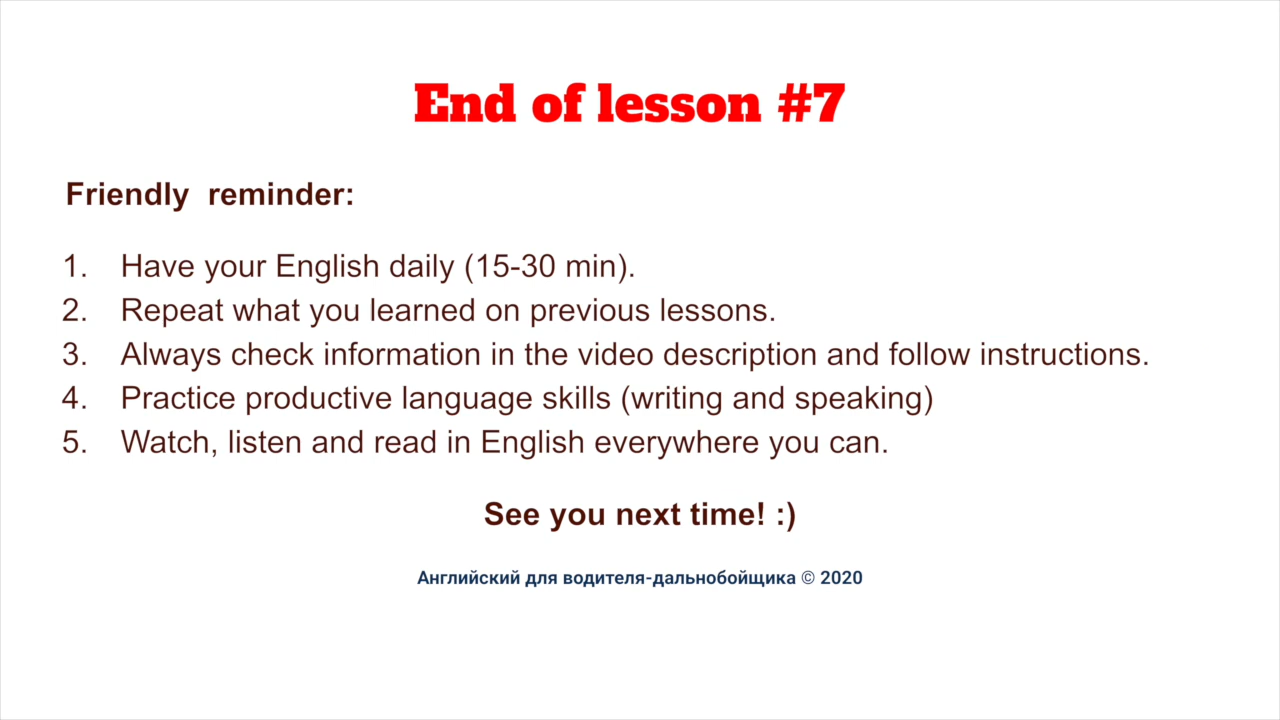 End of lesson #7
Friendly reminder:
1. Have your English daily (15-30 min).
2. Repeat what you learned on previous lessons.
3. Always check information in the video description and follow instructions.
4. Practice productive language skills (writing and speaking)
5. Watch, listen and read in English everywhere you can.
See you next time! :)
Английский для водителя-дальнобойщика © 2020